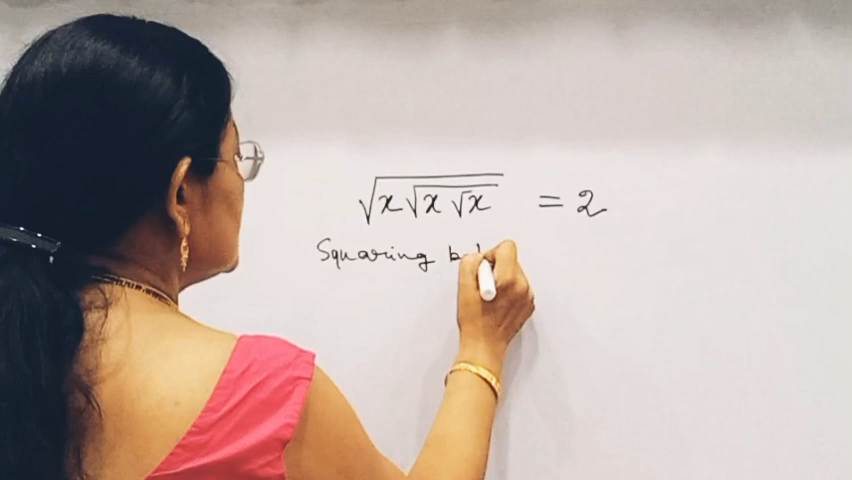 √(x√(x√x)) = 2
Squaring